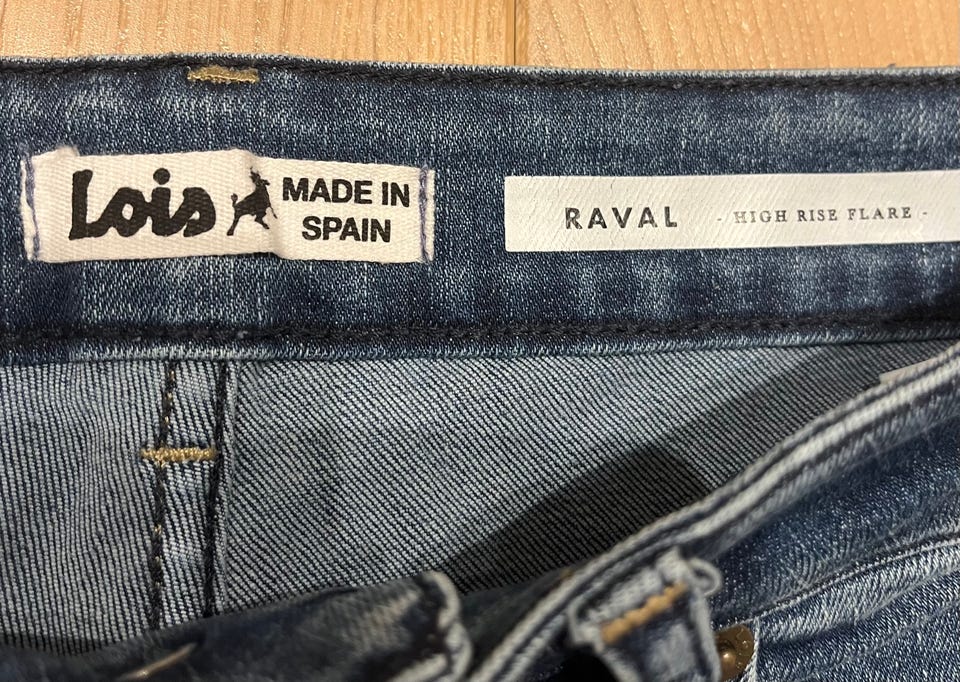 Lois MADE IN
SPAIN
RAVAL - HIGH RISE FLARE -